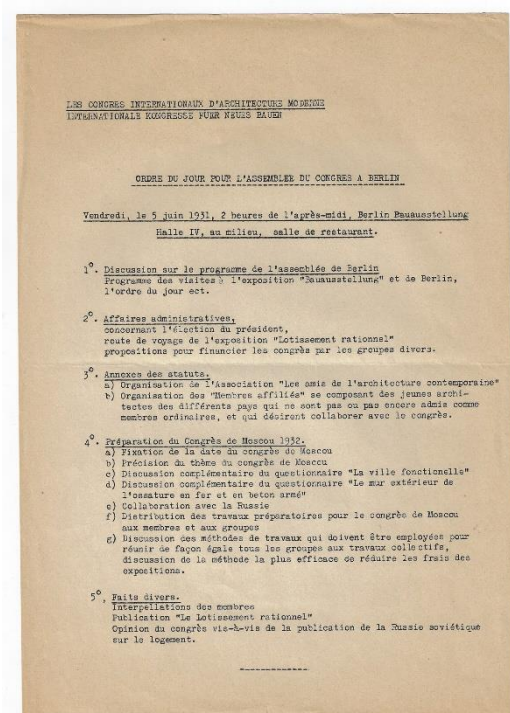 LES CONGRES INTERNATIONAUX D'ARCHITECTURE MODERNE
INTERNATIONALE KONGRESSE FUER NEUES BAUEN
ORDRE DU JOUR POUR L'ASSEMBLEE DU CONGRES A BERLIN
Vendredi, le 5 juin 1931, 2 heures de l'après-midi, Berlin Bauausstellung
Halle IV, au milieu, salle de restaurant.
1°. Discussion sur le programme de l'assemblée de Berlin
Programme des visites à l'exposition "Bauausstellung" et de Berlin,
l'ordre du jour ect.
2°. Affaires administratives,
concernant l'élection du président,
route de voyage de l'exposition "Lotissement rationnel"
propositions pour financier les congrès par les groupes divers.
3°. Annexes des statuts.
a) Organisation de l'Association "Les amis de l'architecture contemporaine"
b) Organisation des "Membres affiliés" se composant des jeunes archi-
tectes des différents pays qui ne sont pas ou pas encore admis comme
membres ordinaires, et qui désirent collaborer avec le congrès.
4°. Préparation du Congrès de Moscou 1932.
a) Fixation de la date du congrès de Moscou
b) Précision du thème du congrès de Moscou
c) Discussion complémentaire du questionnaire "La ville fonctionelle"
d) Discussion complémentaire du questionnaire "Le mur extérieur de
l'ossature en fer et en beton armé"
e) Collaboration avec la Russie
f) Distribution des travaux préparatoires pour le congrès de Moscou
aux membres et aux groupes
g) Discussion des méthodes de travaux qui doivent être employées pour
réunir de façon égale tous les groupes aux travaux collectifs,
discussion de la méthode la plus efficace de réduire les frais des
expositions.
5°. Faits divers.
Interpellations des membres
Publication "Le Lotissement rationnel"
Opinion du congrès vis-à-vis de la publication de la Russie soviétique
sur le logement.